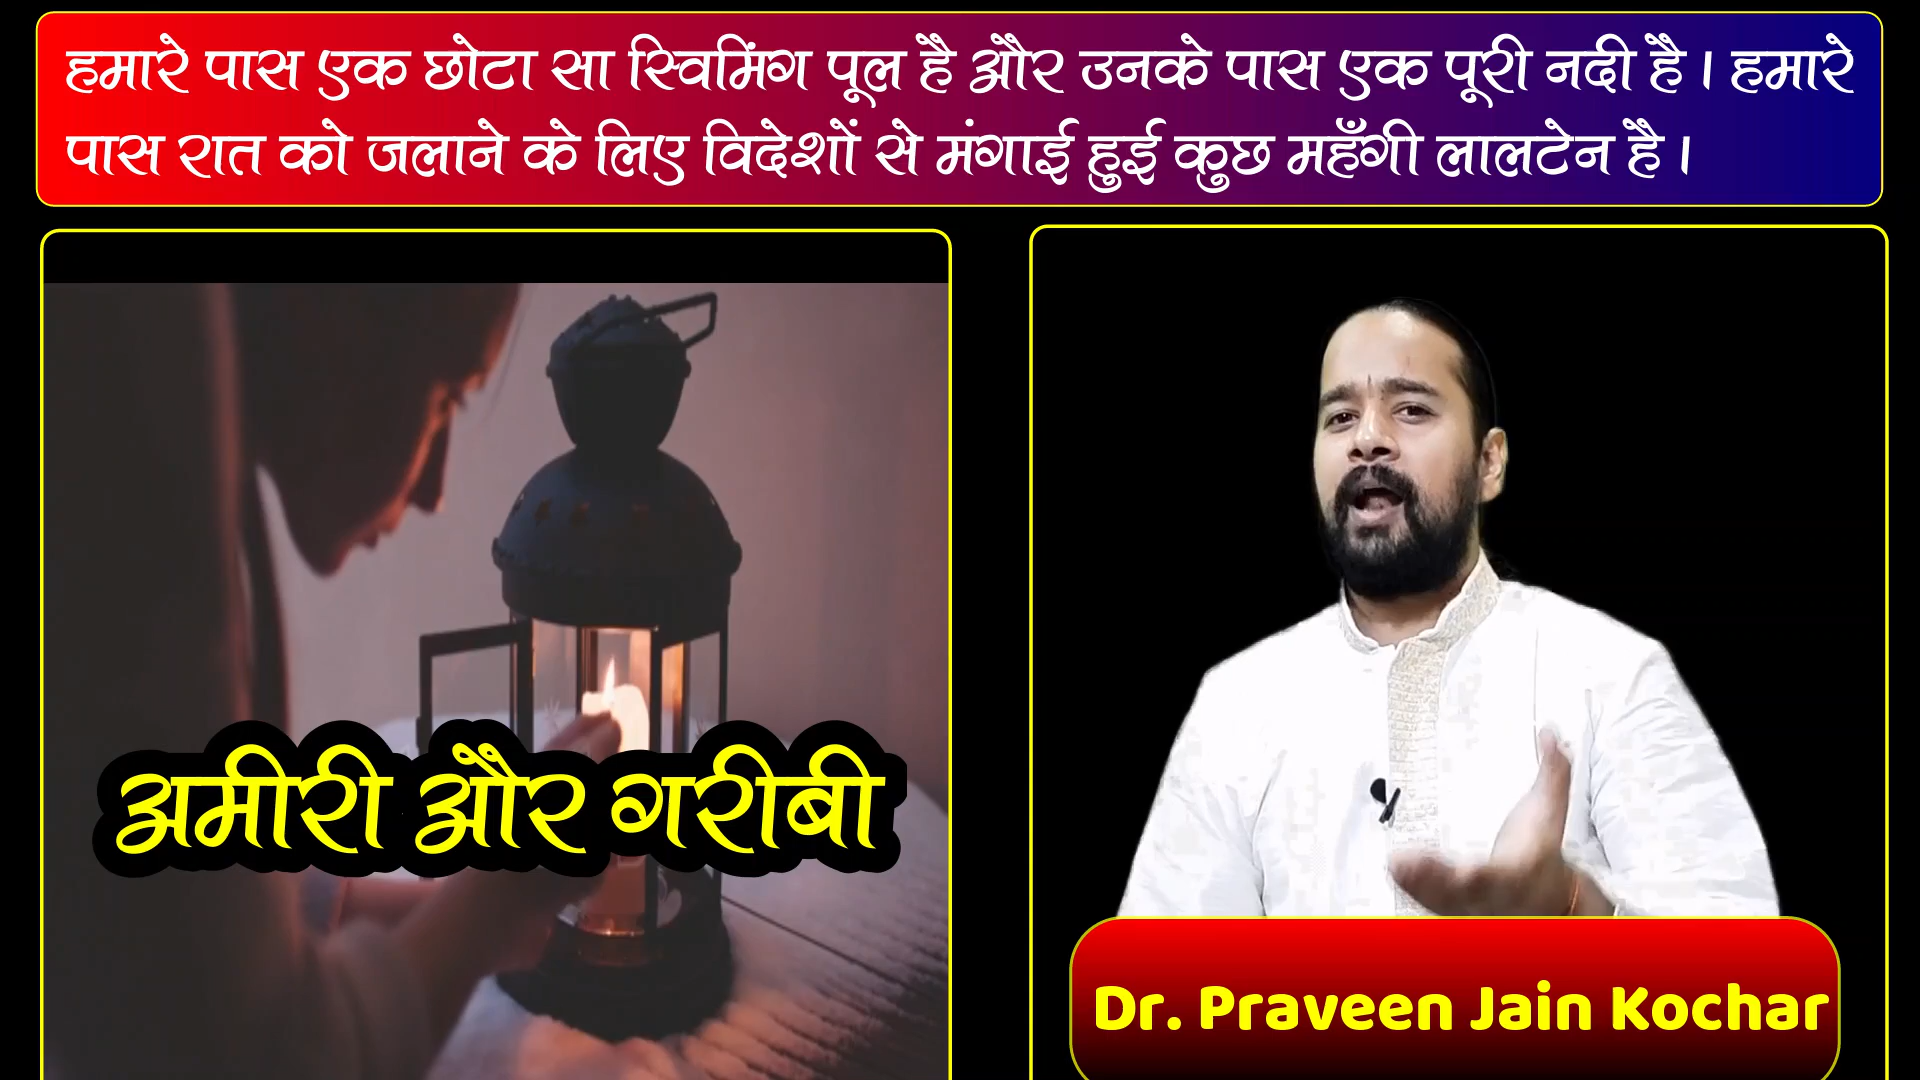 हमारे पास एक छोटा सा स्विमिंग पूल है और उनके पास एक पूरी नदी है। हमारे
पास रात को जलाने के लिए विदेशों से मंगाई हुई कुछ महँगी लालटेन है।
अमीरी और गरीबी
Dr. Praveen Jain Kochar